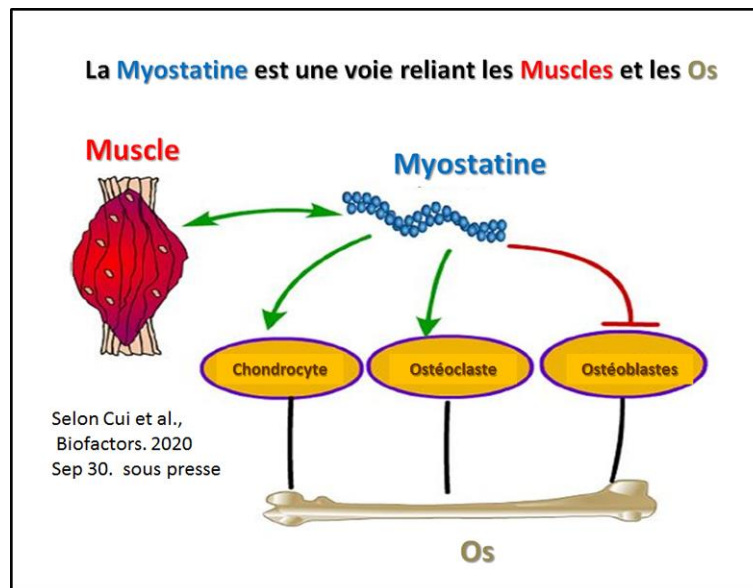 La Myostatine est une voie reliant les Muscles et les Os
Muscle
Myostatine
Chondrocyte
Ostéoclaste
Ostéoblastes
Selon Cui et al.,
Biofactors. 2020
Sep 30. sous presse
Os